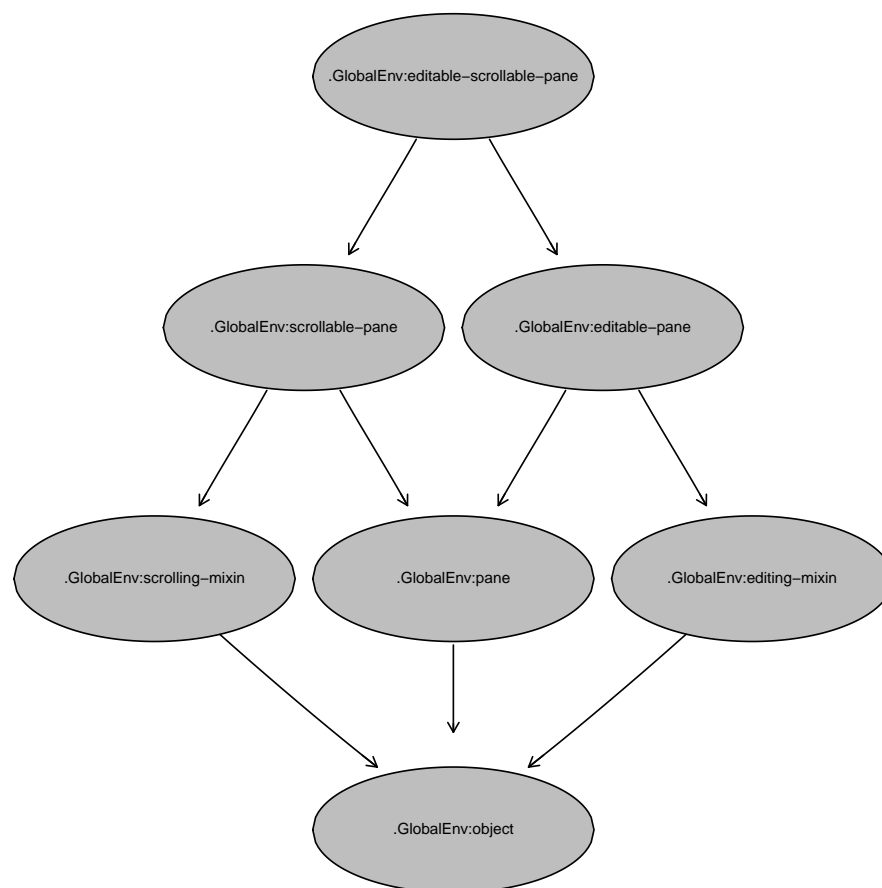 .GlobalEnv:editable−scrollable−pane
.GlobalEnv:scrollable−pane
.GlobalEnv:editable−pane
.GlobalEnv:scrolling−mixin
.GlobalEnv:pane
.GlobalEnv:editing−mixin
.GlobalEnv:object